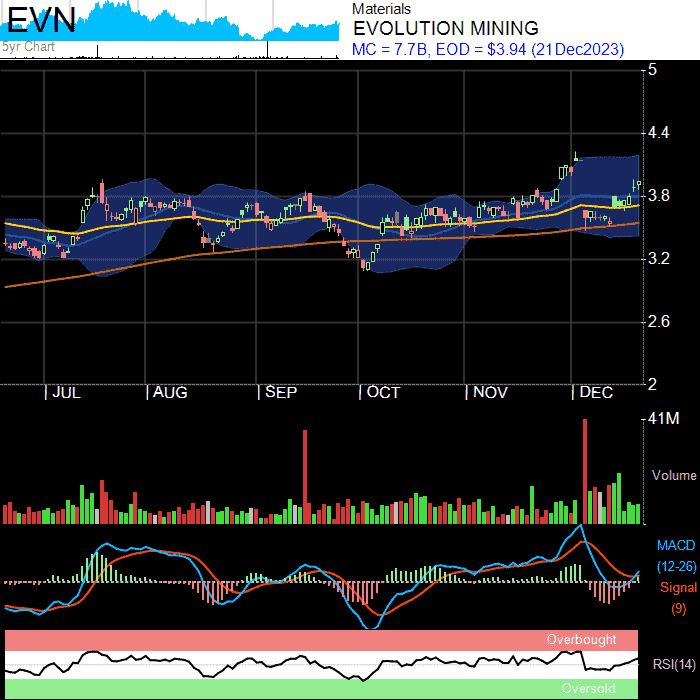 EVN
5yr Chart
Materials
EVOLUTION MINING
MC = 7.7B, EOD = $3.94 (21Dec2023)
5
4.4
3.8
3.2
2.6
2
| JUL | AUG | SEP | OCT | NOV | DEC
41M
Volume
MACD
(12-26)
Signal
(9)
Overbought
RSI(14)
Oversold